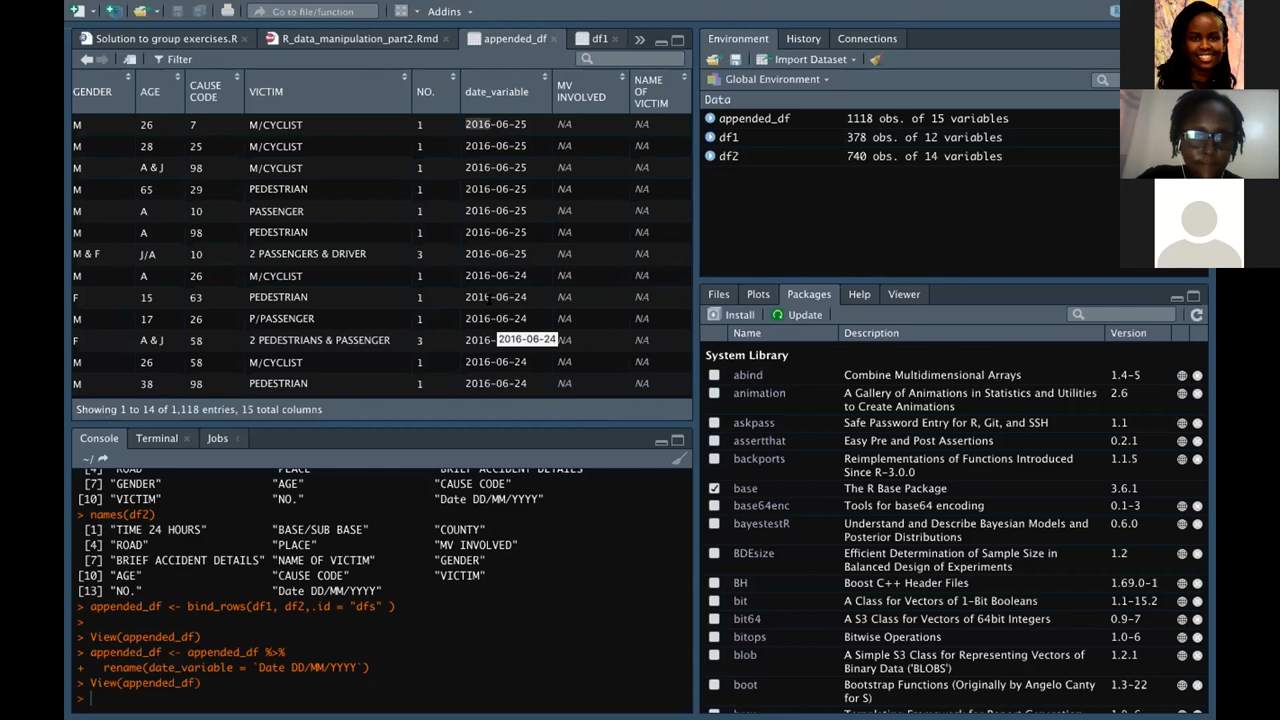 Go to file/function Addins
Solution to group exercises.R R_data_manipulation_part2.Rmd appended_df df1
Filter
GENDER AGE CAUSE CODE VICTIM NO. date_variable MV INVOLVED NAME OF VICTIM
M 26 7 M/CYCLIST 1 2016-06-25 NA NA
M 28 25 M/CYCLIST 1 2016-06-25 NA NA
M A & J 98 M/CYCLIST 1 2016-06-25 NA NA
M 65 29 PEDESTRIAN 1 2016-06-25 NA NA
M A 10 PASSENGER 1 2016-06-25 NA NA
M A 98 PEDESTRIAN 1 2016-06-25 NA NA
M & F J/A 10 2 PASSENGERS & DRIVER 3 2016-06-25 NA NA
M A 26 M/CYCLIST 1 2016-06-24 NA NA
F 15 63 PEDESTRIAN 1 2016-06-24 NA NA
M 17 26 P/PASSENGER 1 2016-06-24 NA NA
F A & J 58 2 PEDESTRIANS & PASSENGER 3 2016- 2016-06-24 NA NA
M 26 58 M/CYCLIST 1 2016-06-24 NA NA
M 38 98 PEDESTRIAN 1 2016-06-24 NA NA
Showing 1 to 14 of 1,118 entries, 15 total columns
Console Terminal Jobs
~/
[4] "ROAD" "PLACE" "BRIEF ACCIDENT DETAILS"
[7] "GENDER" "AGE" "CAUSE CODE"
[10] "VICTIM" "NO." "Date DD/MM/YYYY"
> names(df2)
[1] "TIME 24 HOURS" "BASE/SUB BASE" "COUNTY"
[4] "ROAD" "PLACE" "MV INVOLVED"
[7] "BRIEF ACCIDENT DETAILS" "NAME OF VICTIM" "GENDER"
[10] "AGE" "CAUSE CODE" "VICTIM"
[13] "NO." "Date DD/MM/YYYY"
> appended_df <- bind_rows(df1, df2,.id = "dfs" )
>
> View(appended_df)
> appended_df <- appended_df %>%
+ rename(date_variable = `Date DD/MM/YYYY`)
> View(appended_df)
>
Environment History Connections
Import Dataset
Global Environment
Data
appended_df 1118 obs. of 15 variables
df1 378 obs. of 12 variables
df2 740 obs. of 14 variables
Files Plots Packages Help Viewer
Install Update
Name Description Version
System Library
abind Combine Multidimensional Arrays 1.4-5
animation A Gallery of Animations in Statistics and Utilities to Create Animations 2.6
askpass Safe Password Entry for R, Git, and SSH 1.1
assertthat Easy Pre and Post Assertions 0.2.1
backports Reimplementations of Functions Introduced Since R-3.0.0 1.1.5
base The R Base Package 3.6.1
base64enc Tools for base64 encoding 0.1-3
bayestestR Understand and Describe Bayesian Models and Posterior Distributions 0.6.0
BDEsize Efficient Determination of Sample Size in Balanced Design of Experiments 1.2
BH Boost C++ Header Files 1.69.0-1
bit A Class for Vectors of 1-Bit Booleans 1.1-15.2
bit64 A S3 Class for Vectors of 64bit Integers 0.9-7
bitops Bitwise Operations 1.0-6
blob A Simple S3 Class for Representing Vectors of Binary Data ('BLOBS') 1.2.1
boot Bootstrap Functions (Originally by Angelo Canty for S) 1.3-22